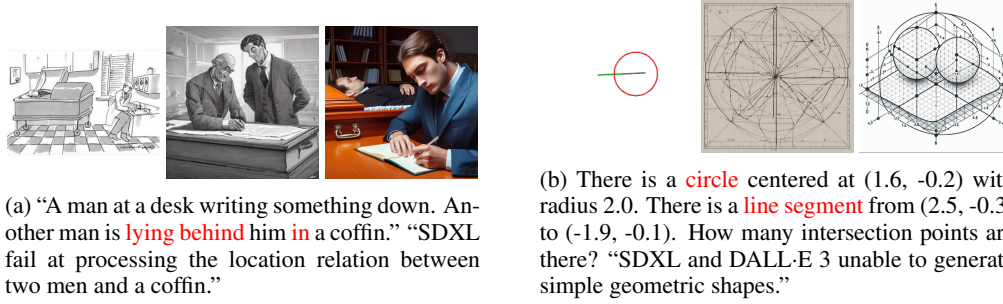 (a) “A man at a desk writing something down. An-
other man is lying behind him in a coffin.” “SDXL
fail at processing the location relation between
two men and a coffin.”
(b) There is a circle centered at (1.6, -0.2) wit
radius 2.0. There is a line segment from (2.5, -0.3
to (-1.9, -0.1). How many intersection points ar
there? “SDXL and DALL·E 3 unable to generat
simple geometric shapes.”